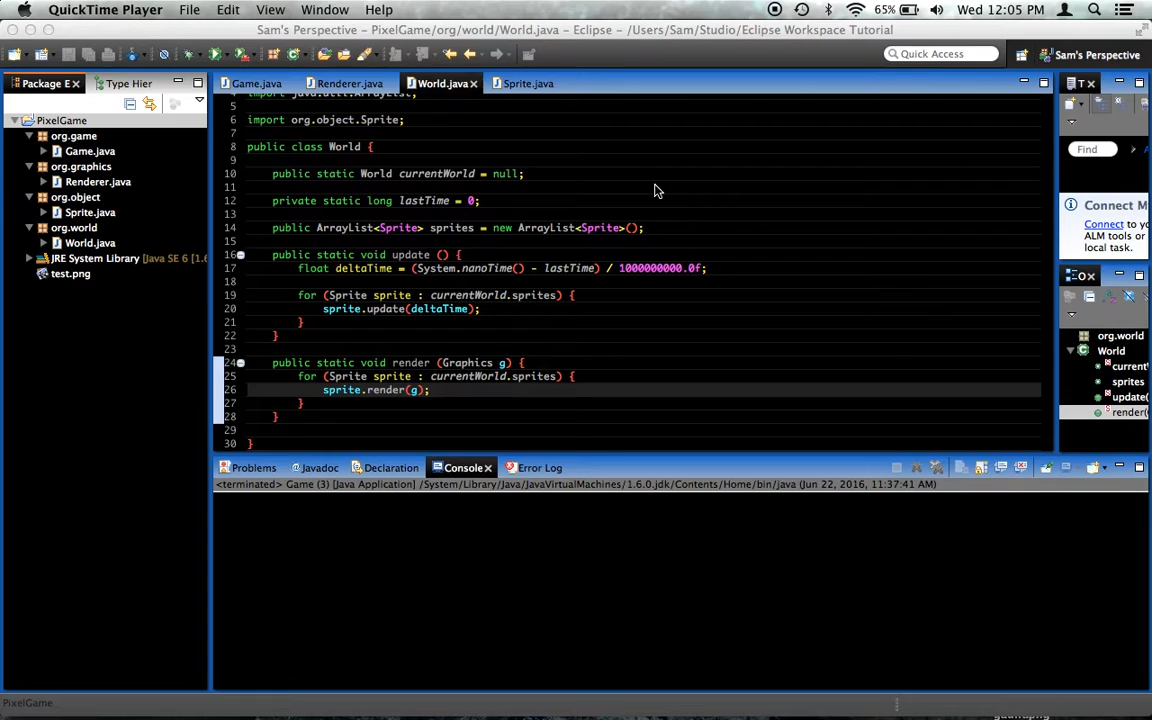 QuickTime Player File Edit View Window Help 65% Wed 12:05 PM
Sam's Perspective - PixelGame/org/world/World.java - Eclipse - /Users/Sam/Studio/Eclipse Workspace Tutorial
Quick Access Sam's Perspective
Package E Type Hier
PixelGame
org.game
Game.java
org.graphics
Renderer.java
org.object
Sprite.java
org.world
World.java
JRE System Library [Java SE 6 [1.6
test.png
Game.java Renderer.java World.java Sprite.java
4 import java.util.ArrayList;
5
6 import org.object.Sprite;
7
8 public class World {
9
10 public static World currentWorld = null;
11
12 private static long lastTime = 0;
13
14 public ArrayList<Sprite> sprites = new ArrayList<Sprite>();
15
16 public static void update () {
17 float deltaTime = (System.nanoTime() - lastTime) / 1000000000.0f;
18
19 for (Sprite sprite : currentWorld.sprites) {
20 sprite.update(deltaTime);
21 }
22 }
23
24 public static void render (Graphics g) {
25 for (Sprite sprite : currentWorld.sprites) {
26 sprite.render(g);
27 }
28 }
29
30 }
T
Find
Connect M
Connect to yo
ALM tools or
local task.
O
org.world
World
current
sprites
update(
render(
Problems Javadoc Declaration Console Error Log
<terminated> Game (3) [Java Application] /System/Library/Java/JavaVirtualMachines/1.6.0.jdk/Contents/Home/bin/java (Jun 22, 2016, 11:37:41 AM)
PixelGame